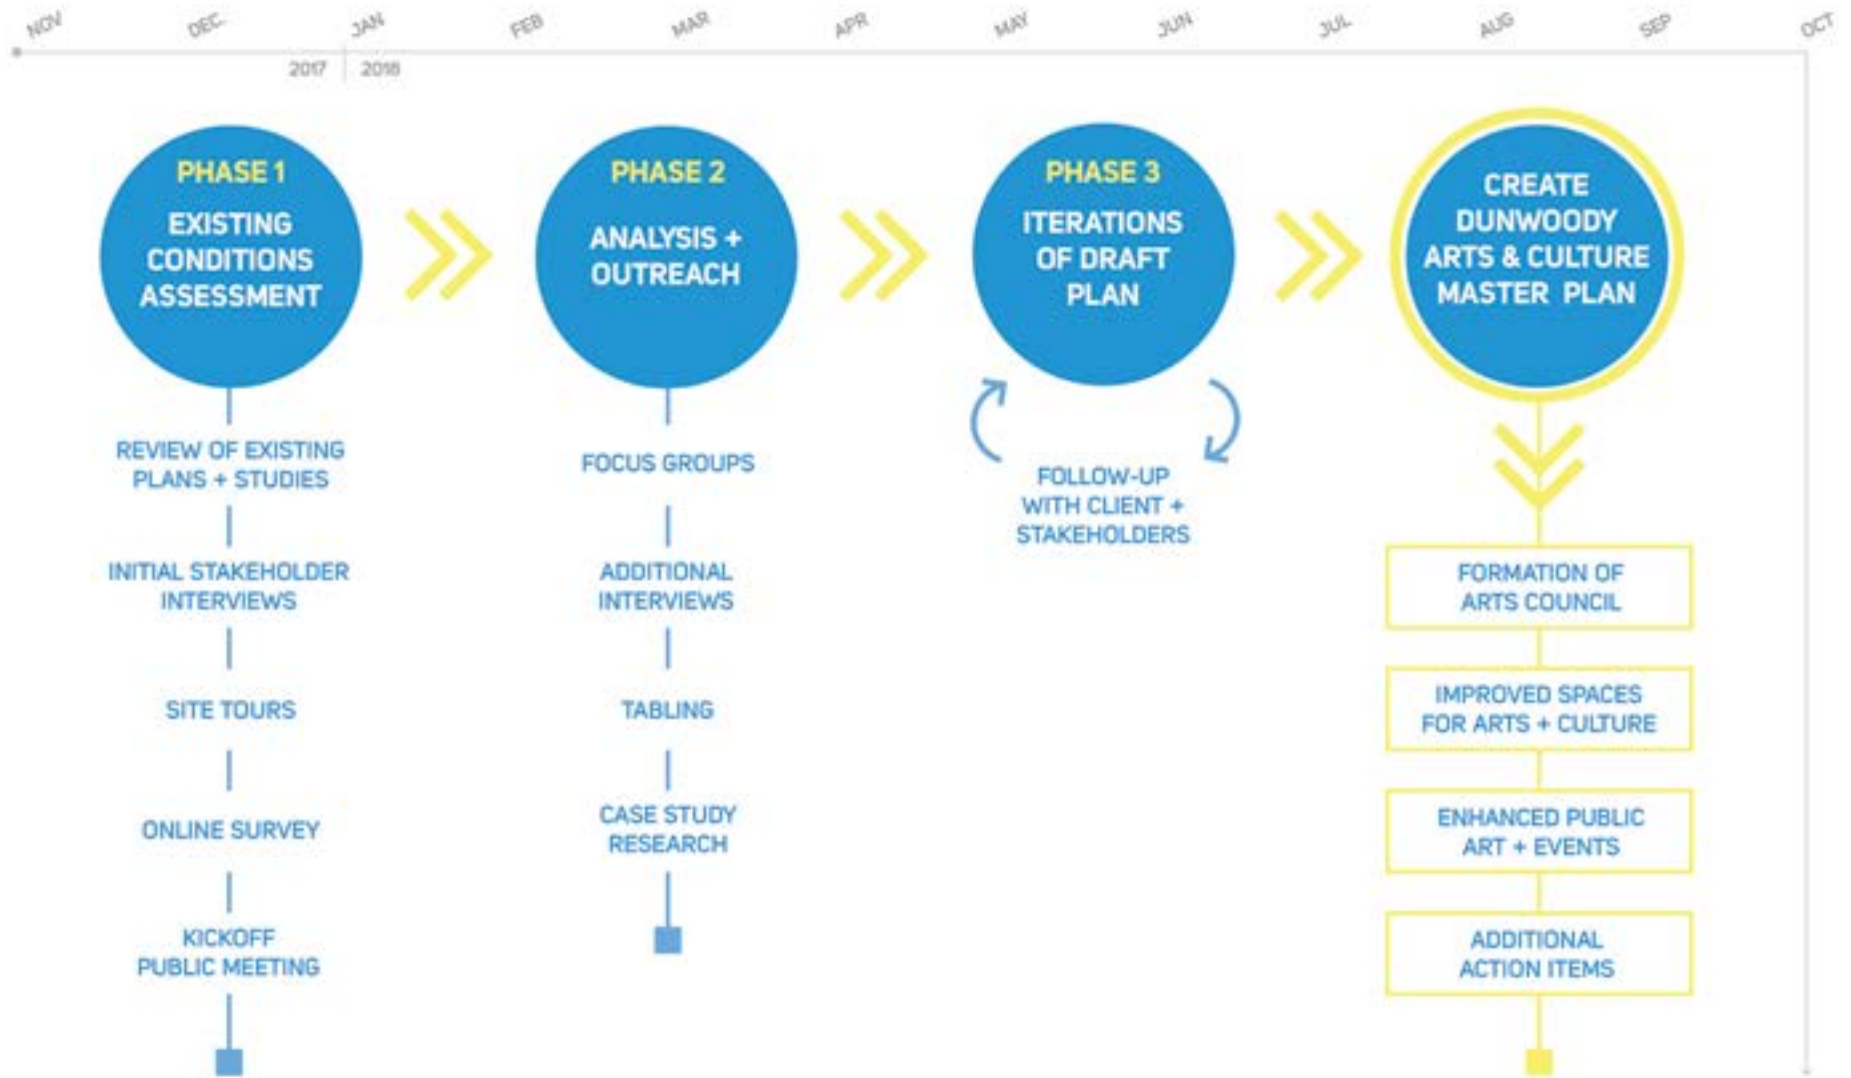 NOV DEC. JAN FEB MAR APR MAY JUN JUL AUG SEP OCT
2017 2018
PHASE 1
EXISTING
CONDITIONS
ASSESSMENT
REVIEW OF EXISTING
PLANS + STUDIES
INITIAL STAKEHOLDER
INTERVIEWS
SITE TOURS
ONLINE SURVEY
KICKOFF
PUBLIC MEETING
PHASE 2
ANALYSIS +
OUTREACH
FOCUS GROUPS
ADDITIONAL
INTERVIEWS
TABLING
CASE STUDY
RESEARCH
PHASE 3
ITERATIONS
OF DRAFT
PLAN
FOLLOW-UP
WITH CLIENT +
STAKEHOLDERS
CREATE
DUNWOODY
ARTS & CULTURE
MASTER PLAN
FORMATION OF
ARTS COUNCIL
IMPROVED SPACES
FOR ARTS + CULTURE
ENHANCED PUBLIC
ART + EVENTS
ADDITIONAL
ACTION ITEMS